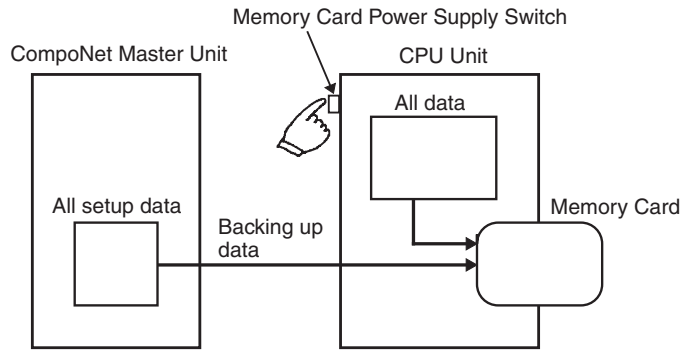 Memory Card Power Supply Switch
CompoNet Master Unit
CPU Unit
All data
All setup data
Backing up
data
Memory Card